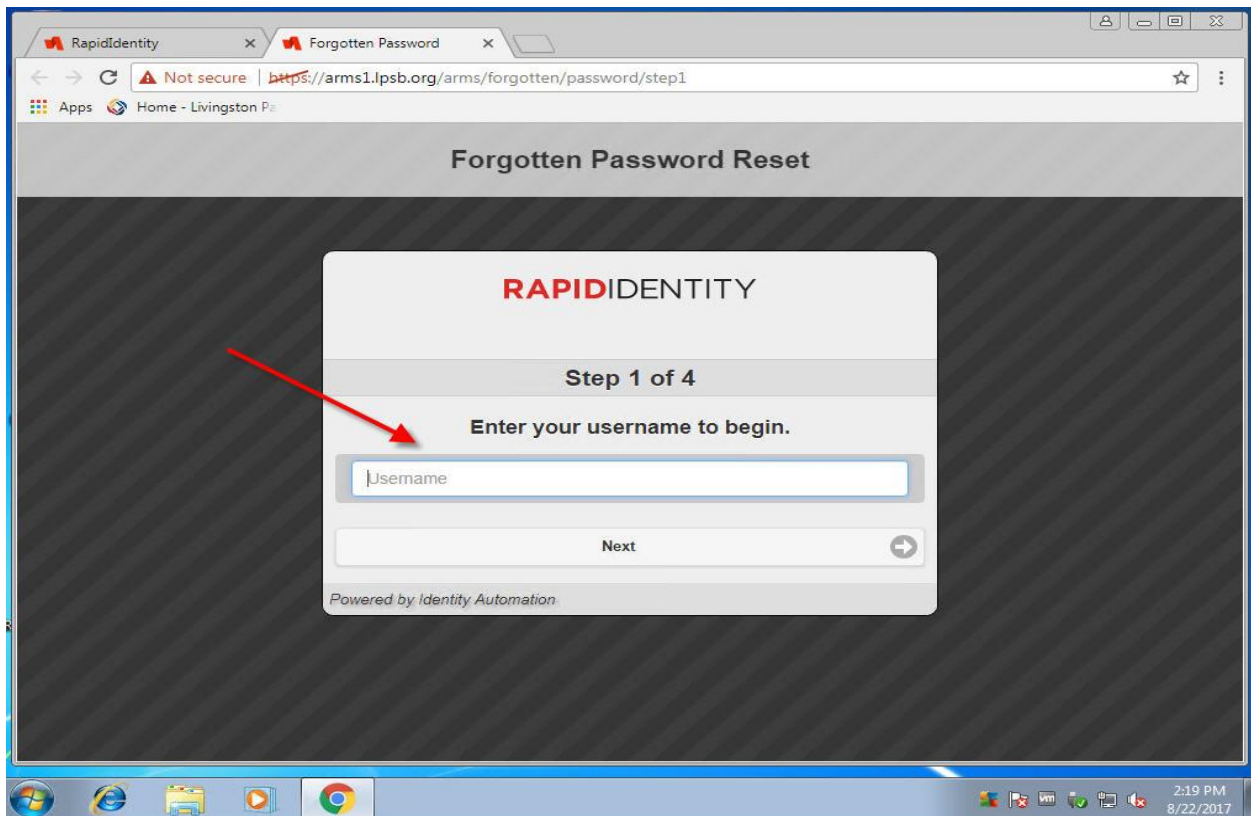 RapidIdentity
Forgotten Password
Not secure | https://arms1.lpsb.org/arms/forgotten/password/step1
Apps Home - Livingston Pa
Forgotten Password Reset
RAPIDIDENTITY
Step 1 of 4
Enter your username to begin.
Username
Next
Powered by Identity Automation
vm
2:19 PM
8/22/2017